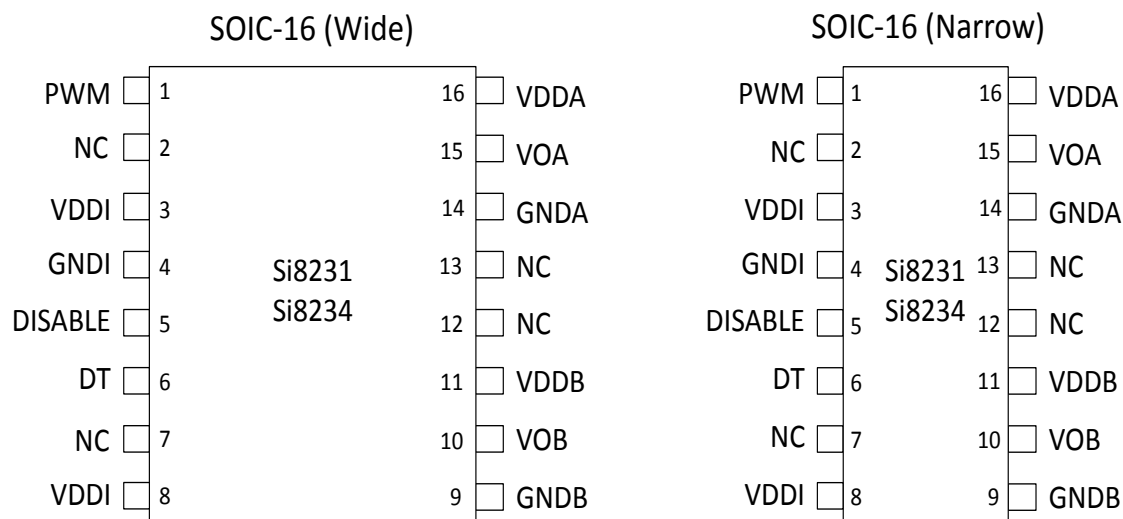 SOIC-16 (Wide)
PWM 1 16 VDDA
NC 2 15 VOA
VDDI 3 14 GNDA
GNDI 4 13 NC
Si8231
Si8234
DISABLE 5 12 NC
DT 6 11 VDDB
NC 7 10 VOB
VDDI 8 9 GNDB
SOIC-16 (Narrow)
PWM 1 16 VDDA
NC 2 15 VOA
VDDI 3 14 GNDA
GNDI 4 13 NC
Si8231
Si8234
DISABLE 5 12 NC
DT 6 11 VDDB
NC 7 10 VOB
VDDI 8 9 GNDB